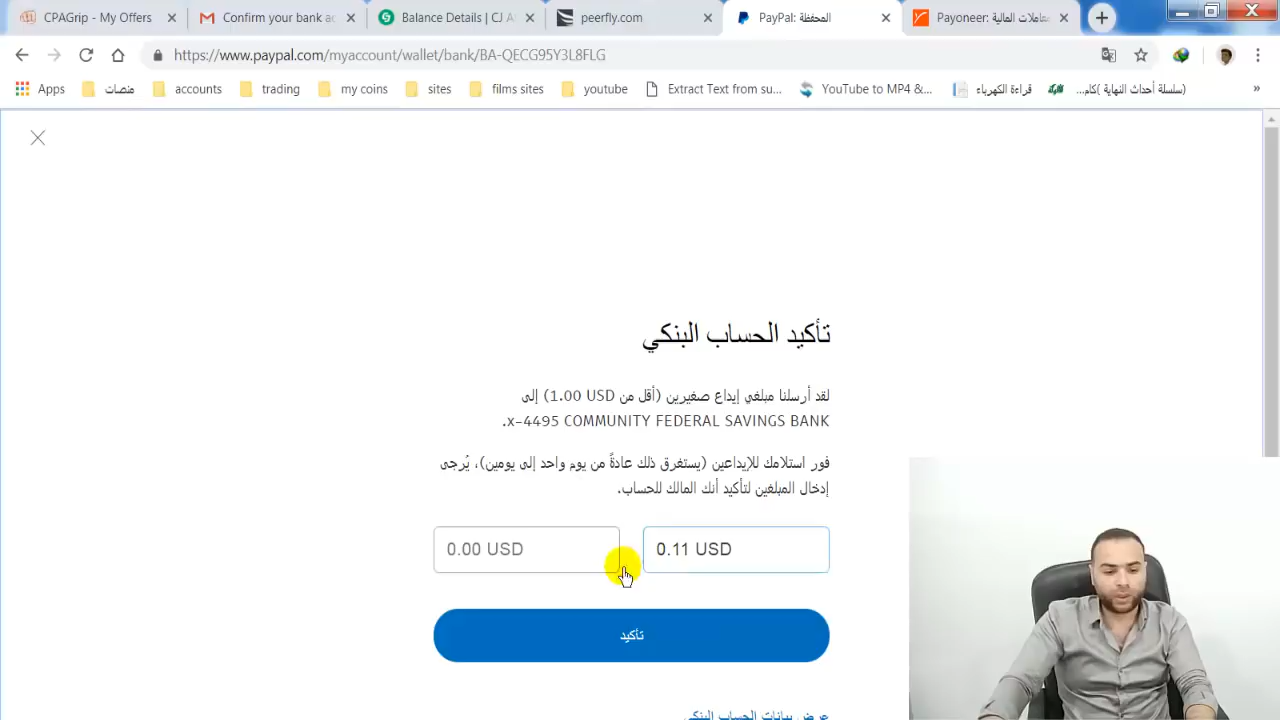 CPAGrip - My Offers
Confirm your bank ac
Balance Details - CJ A
peerfly.com
PayPal: المحفظة
Payoneer: عاملات المالية
https://www.paypal.com/myaccount/wallet/bank/BA-QECG95Y3L8FLG
Apps
منصات
accounts
trading
my coins
sites
films sites
youtube
Extract Text from su...
YouTube to MP4 &...
قراءة الكهرباء
(سلسلة أحداث النهاية )كام...
»
تأكيد الحساب البنكي
لقد أرسلنا مبلغي إيداع صغيرين (أقل من 1.00 USD) إلى
x-4495 COMMUNITY FEDERAL SAVINGS BANK.
فور استلامك للإيداعين (يستغرق ذلك عادةً من يوم واحد إلى يومين)، يُرجى
إدخال المبلغين لتأكيد أنك المالك للحساب.
0.11 USD
0.00 USD
تأكيد
عرض بيانات الحساب البنكي